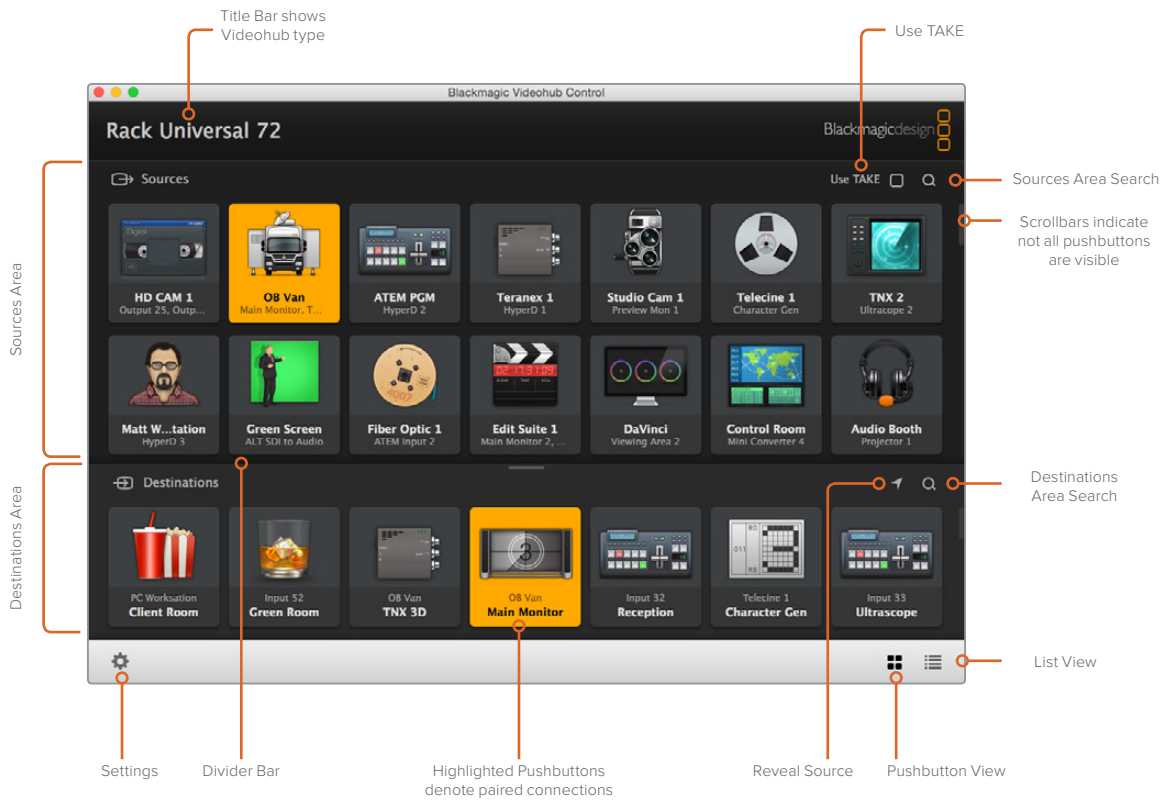 Title Bar shows
Videohub type
Use TAKE
Blackmagic Videohub Control
Rack Universal 72
Blackmagicdesign
Sources
Use TAKE
Sources Area Search
Scrollbars indicate
not all pushbuttons
are visible
Sources Area
Digital
HD CAM 1
Output 25, Outp...
OB Van
Main Monitor, T...
ATEM PGM
HyperD 2
Teranex 1
HyperD 1
Studio Cam 1
Preview Mon 1
Telecine 1
Character Gen
TNX 2
Ultrascope 2
Matt W...tation
HyperD 3
Green Screen
ALT SDI to Audio
4007
Fiber Optic 1
ATEM Input 2
Edit Suite 1
Main Monitor 2, ...
DaVinci
Viewing Area 2
Control Room
Mini Converter 4
Audio Booth
Projector 1
Destinations Area
Destinations
Destinations
Area Search
PC Worksation
Client Room
Input 52
Green Room
OB Van
TNX 3D
3
OB Van
Main Monitor
Input 32
Reception
011
Telecine 1
Character Gen
Input 33
Ultrascope
List View
Settings
Divider Bar
Highlighted Pushbuttons
denote paired connections
Reveal Source
Pushbutton View